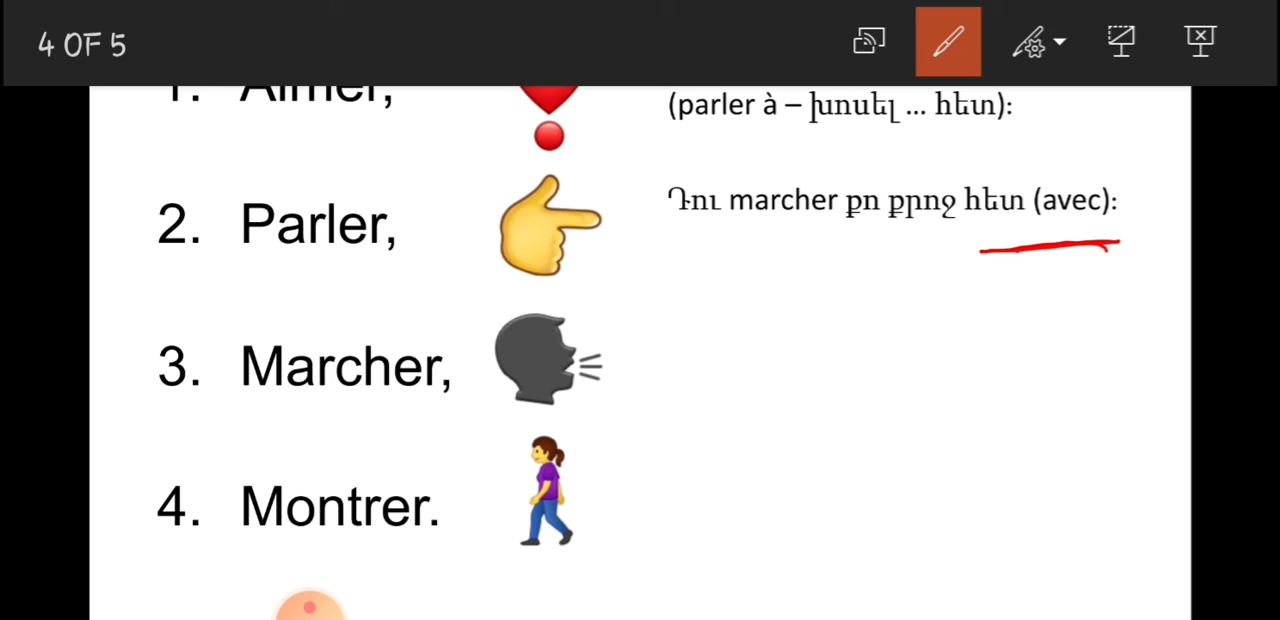 4 OF 5
1. Aimer,
2. Parler,
3. Marcher,
4. Montrer.
(parler à – խոսել ... հետ):
Դու marcher քո քրոջ հետ (avec):